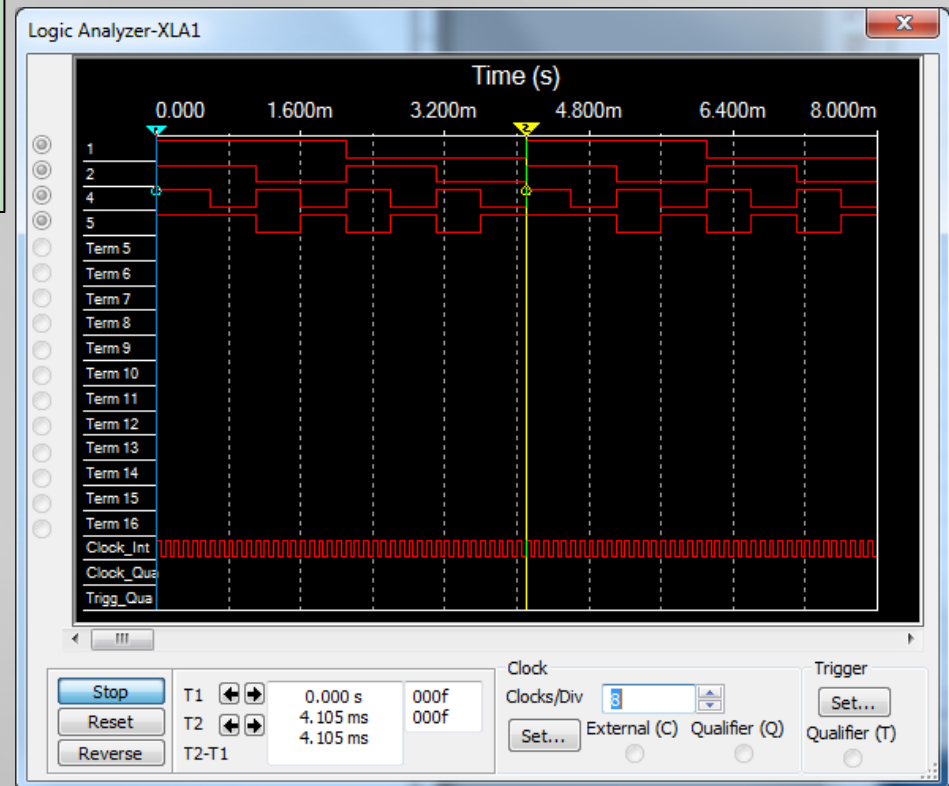 Logic Analyzer-XLA1
x
Time (s)
0.000 1.600m 3.200m 4.800m 6.400m 8.000m
1 2
1
2
4
5
Term 5
Term 6
Term 7
Term 8
Term 9
Term 10
Term 11
Term 12
Term 13
Term 14
Term 15
Term 16
Clock_Int
Clock_Qua
Trigg_Qua
Stop
Reset
Reverse
T1 0.000 s 000f
T2 4.105 ms 000f
T2-T1 4.105 ms
Clock
Clocks/Div 8
Set... External (C) Qualifier (Q)
Trigger
Set...
Qualifier (T)